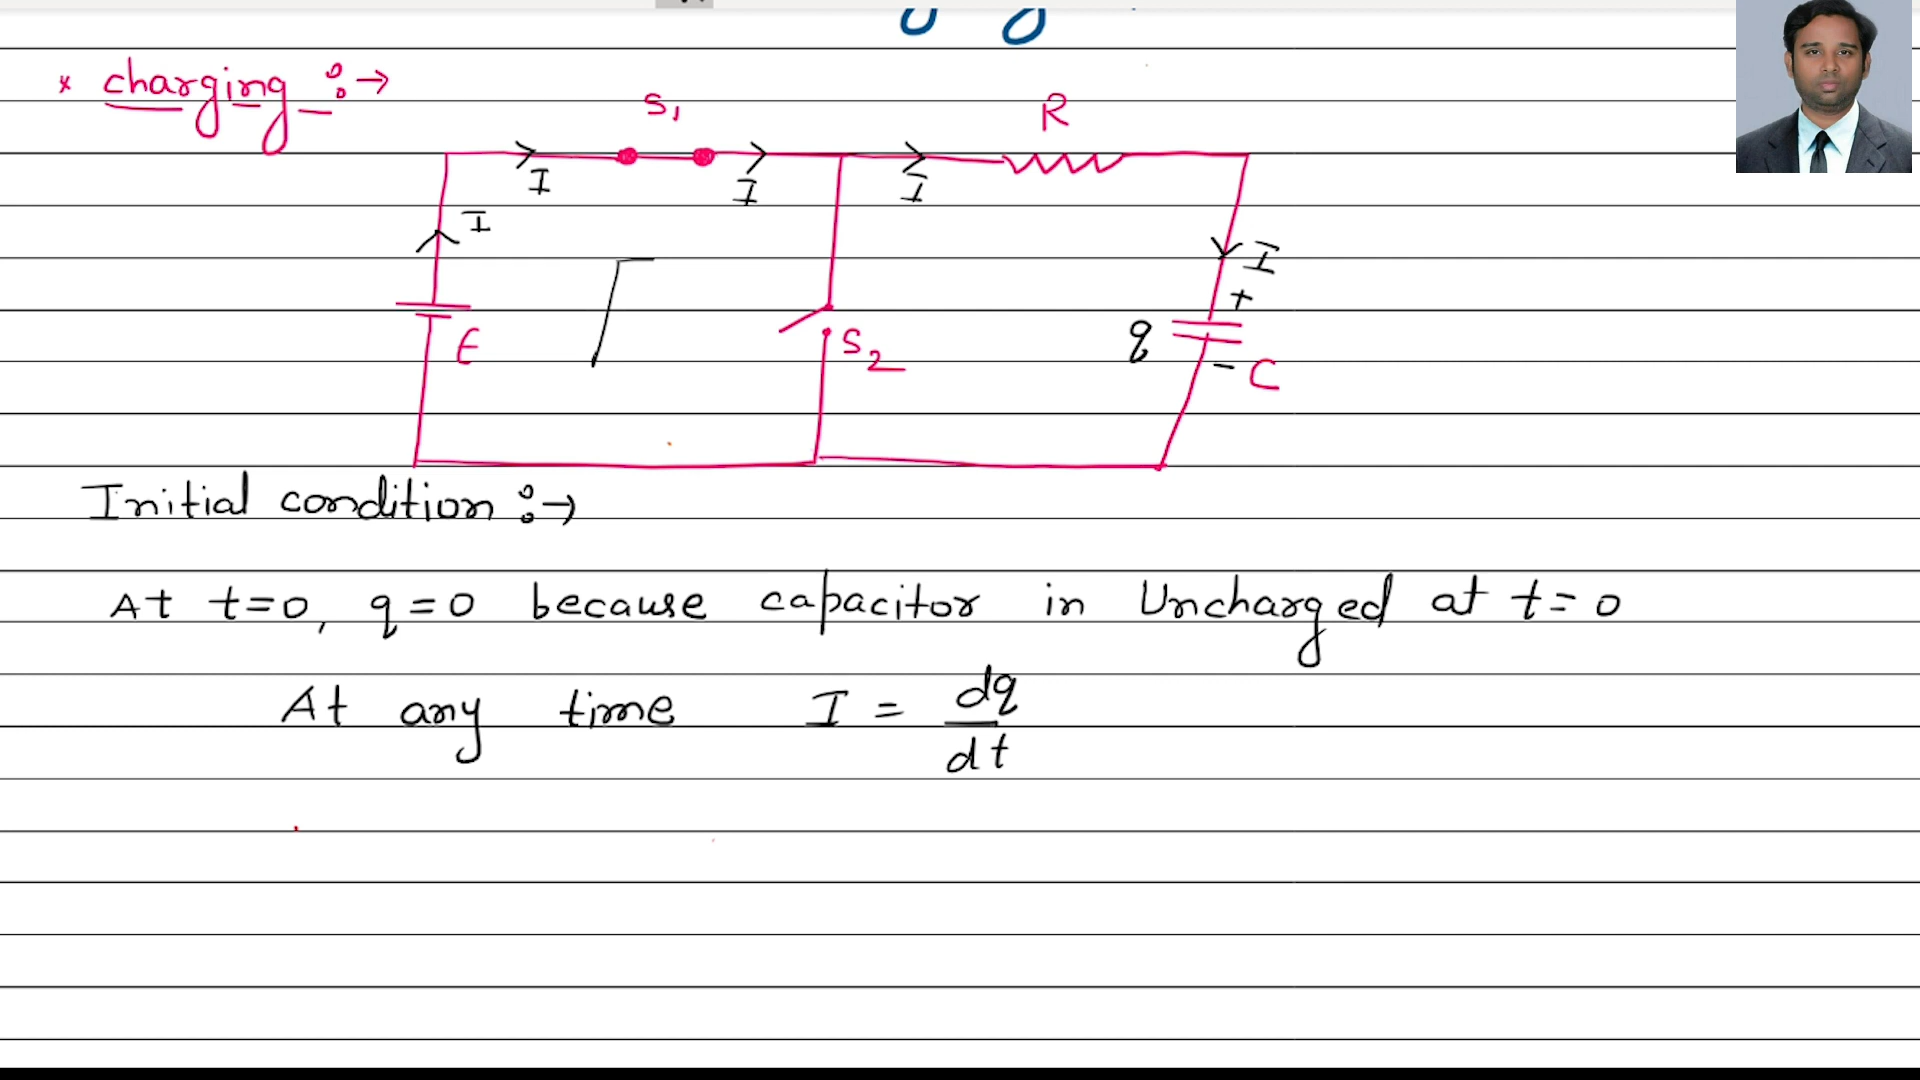 * charging :→
S1
R
I
I
I
I
I
+
E
S2
q
- C
Initial condition :→
At t=0, q=0 because capacitor in Uncharged at t=0
At any time I = dq/dt